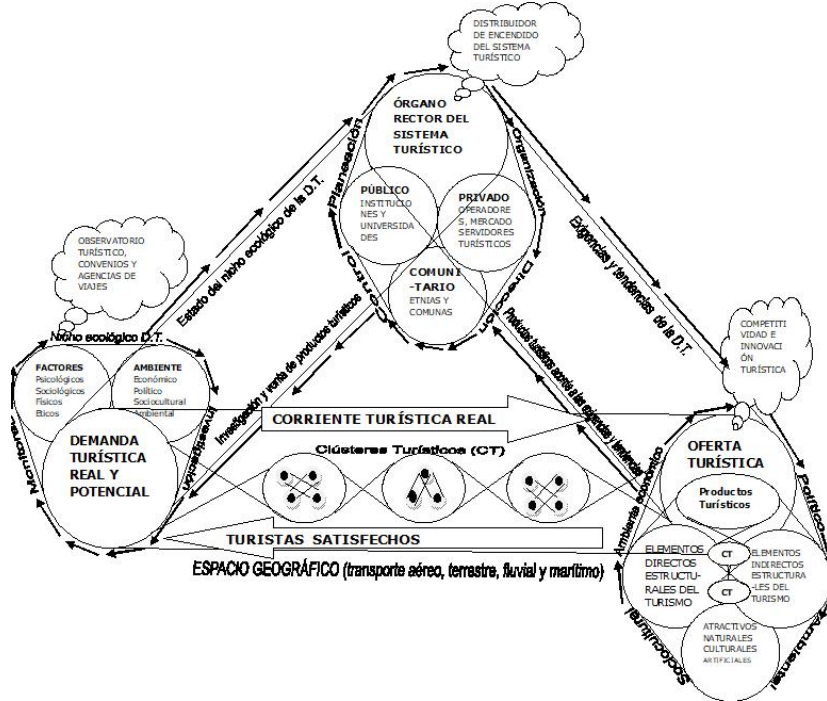 DISTRIBUIDOR
DE ENCENDIDO
DEL SISTEMA
TURÍSTICO
ÓRGANO
RECTOR DEL
SISTEMA
TURÍSTICO
Planeación
Organización
Dirección
Control
PÚBLICO
INSTITUCIO
NES Y
UNIVERSIDA
DES
PRIVADO
OPERADORE
S, MERCADO
SERVIDORES
TURÍSTICOS
COMUNI
-TARIO
ETNIAS Y
COMUNAS
Estado del nicho ecológico de la D.T.
Exigencias y tendencias de la D.T.
Investigación y venta de productos turísticos
Productos turísticos acorde a las exigencias y tendencias
OBSERVATORIO
TURÍSTICO,
CONVENIOS Y
AGENCIAS DE
VIAJES
Nicho ecológico D.T.
Investigación
FACTORES
Psicológicos
Sociológicos
Físicos
Eticos
AMBIENTE
Económico
Político
Sociocultural
Ambiental
DEMANDA
TURÍSTICA
REAL Y
POTENCIAL
CORRIENTE TURÍSTICA REAL
Clústeres Turísticos (CT)
TURISTAS SATISFECHOS
ESPACIO GEOGRÁFICO (transporte aéreo, terrestre, fluvial y marítimo)
COMPETITI
VIDAD E
INNOVACI
ÓN
TURÍSTICA
Ambiente económico
Político
Ambiental
Sociocultural
OFERTA
TURÍSTICA
Productos
Turísticos
ELEMENTOS
DIRECTOS
ESTRUCTU-
RALES DEL
TURISMO
CT
CT
ELEMENTOS
INDIRECTOS
ESTRUCTURA
-LES DEL
TURISMO
ATRACTIVOS
NATURALES
CULTURALES
ARTIFICIALES